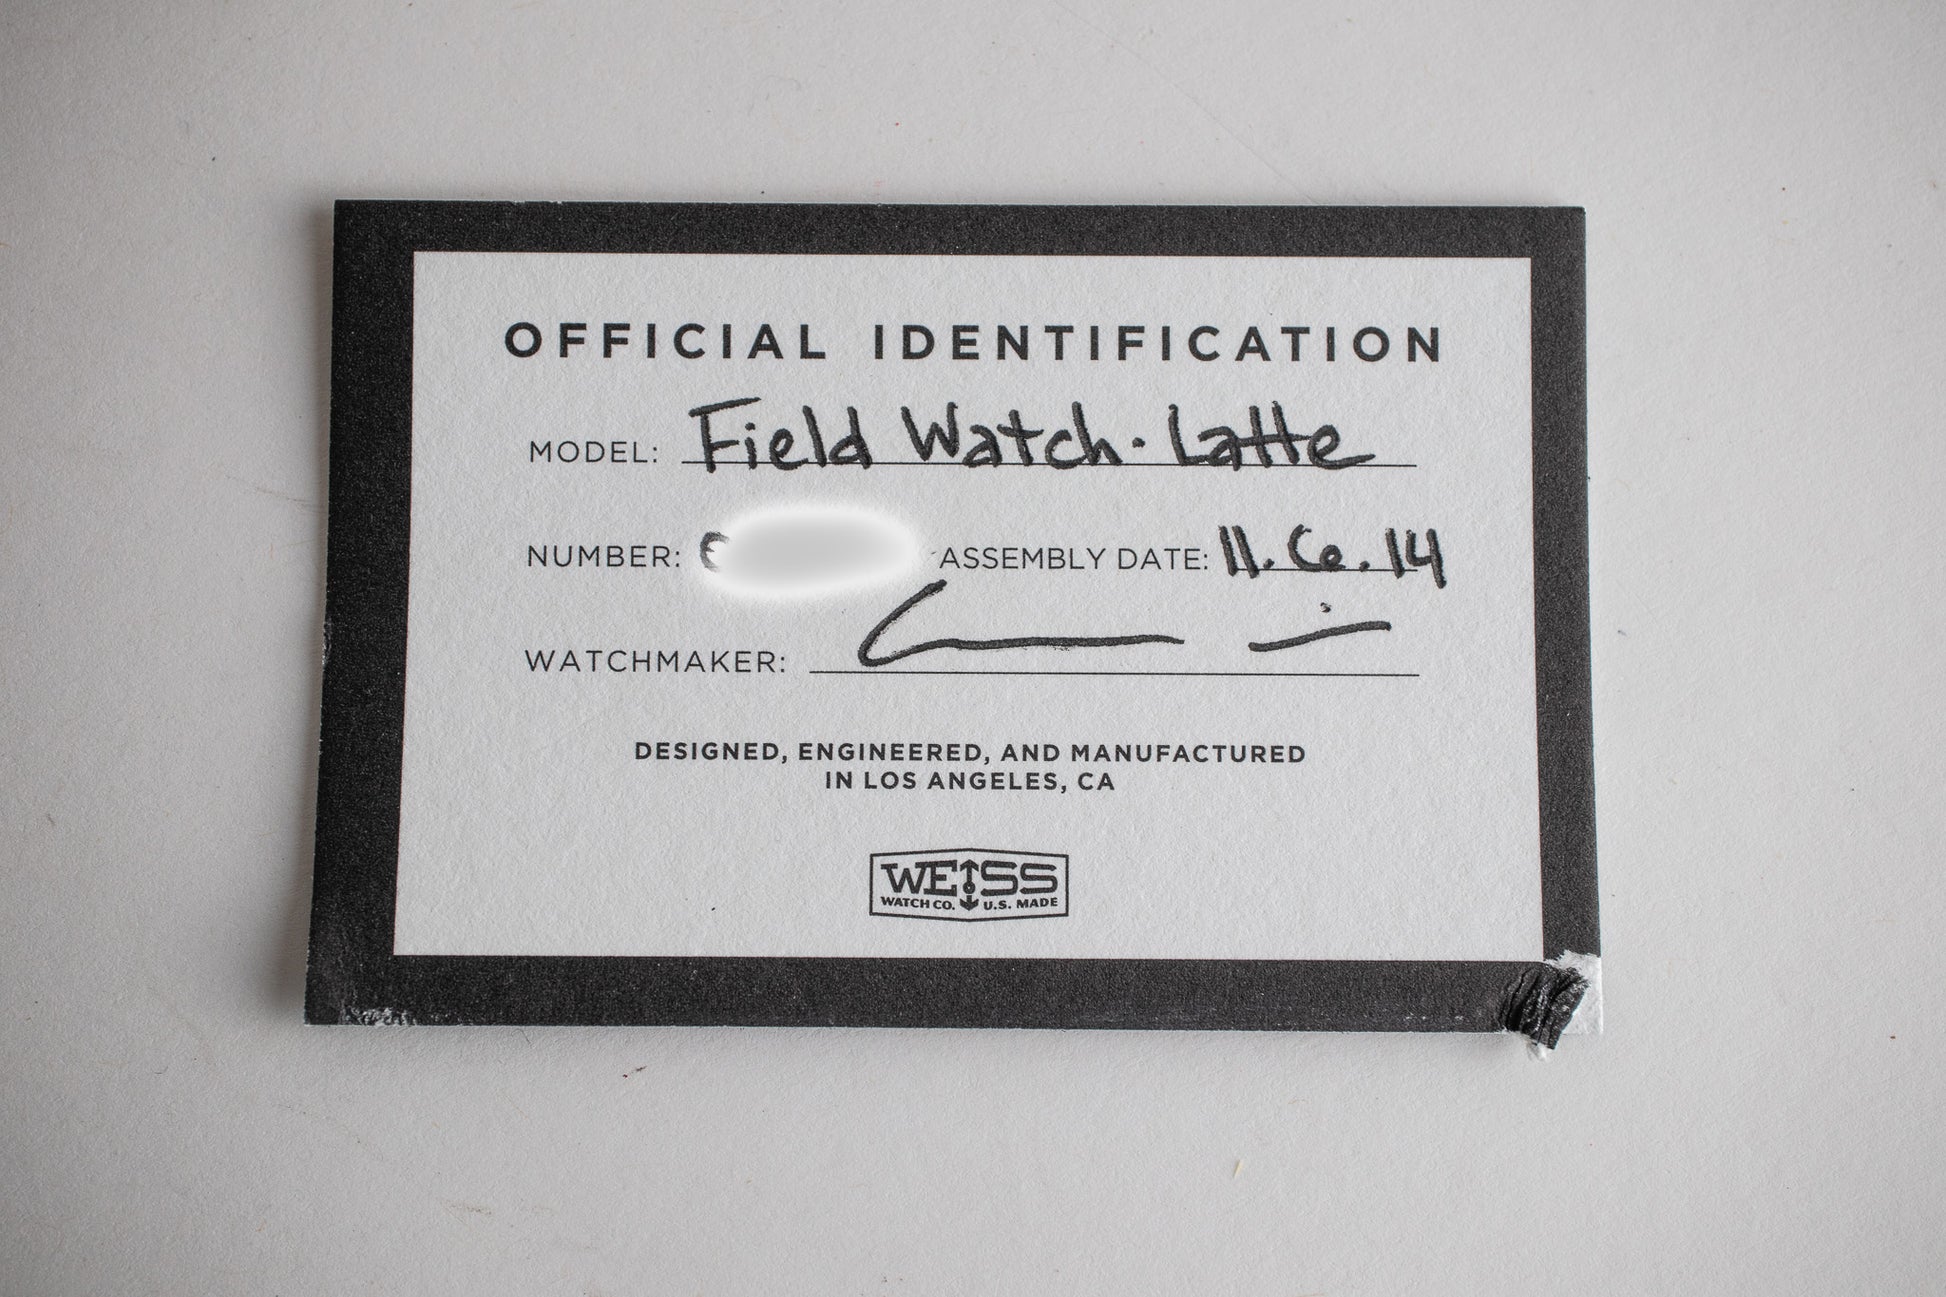 OFFICIAL IDENTIFICATION
MODEL: Field Watch · Latte
NUMBER: ASSEMBLY DATE: 11.6.14
WATCHMAKER:
DESIGNED, ENGINEERED, AND MANUFACTURED
IN LOS ANGELES, CA
WEISS
WATCH CO. U.S. MADE